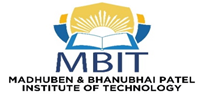 MBIT
MADHUBEN & BHANUBHAI PATEL
INSTITUTE OF TECHNOLOGY